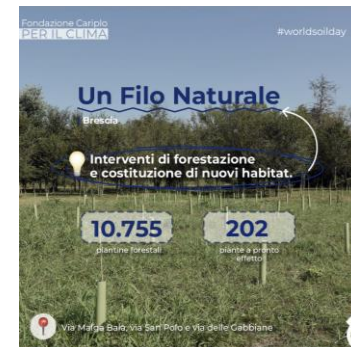 Fondazione Cariplo
PER IL CLIMA
#worldsoilday
Un Filo Naturale
Brescia
Interventi di forestazione
e costituzione di nuovi habitat.
10.755
piantine forestali
202
piante a pronto
effetto
Via Malga Bala, via San Polo e via delle Gabbiane